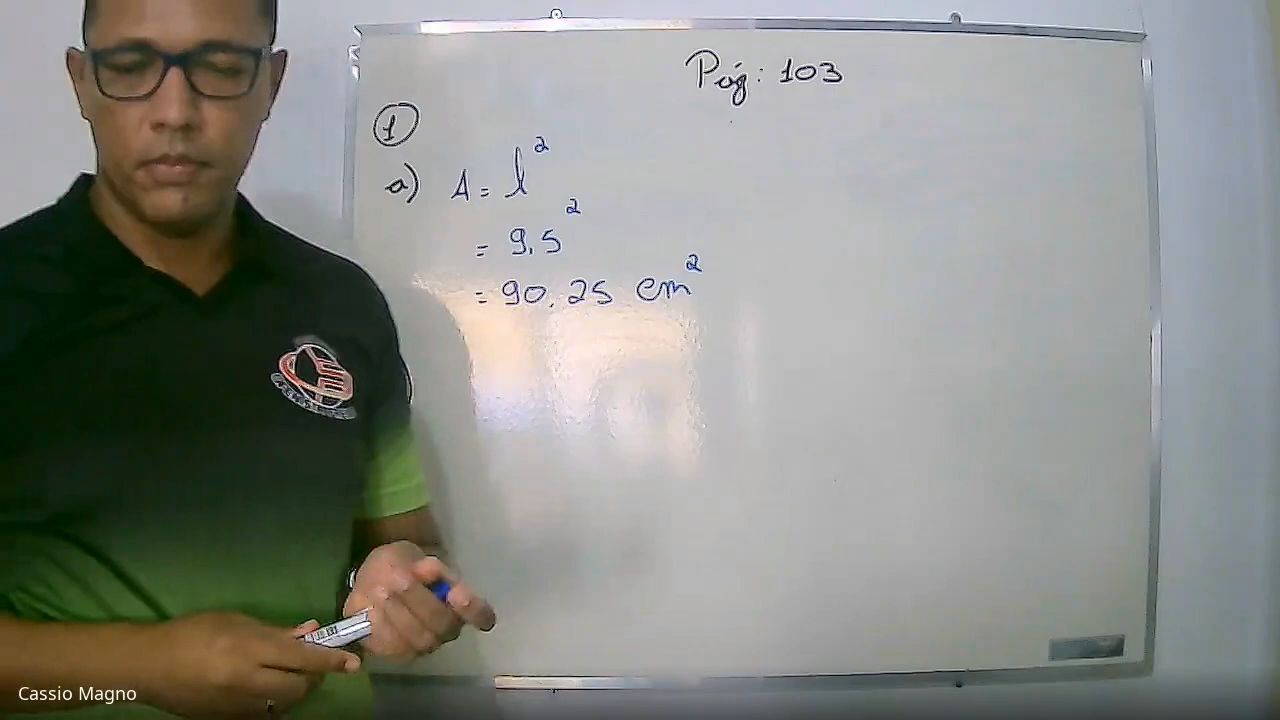 Pág: 103
1
a) A = l²
= 9,5²
= 90,25 cm²
Cassio Magno